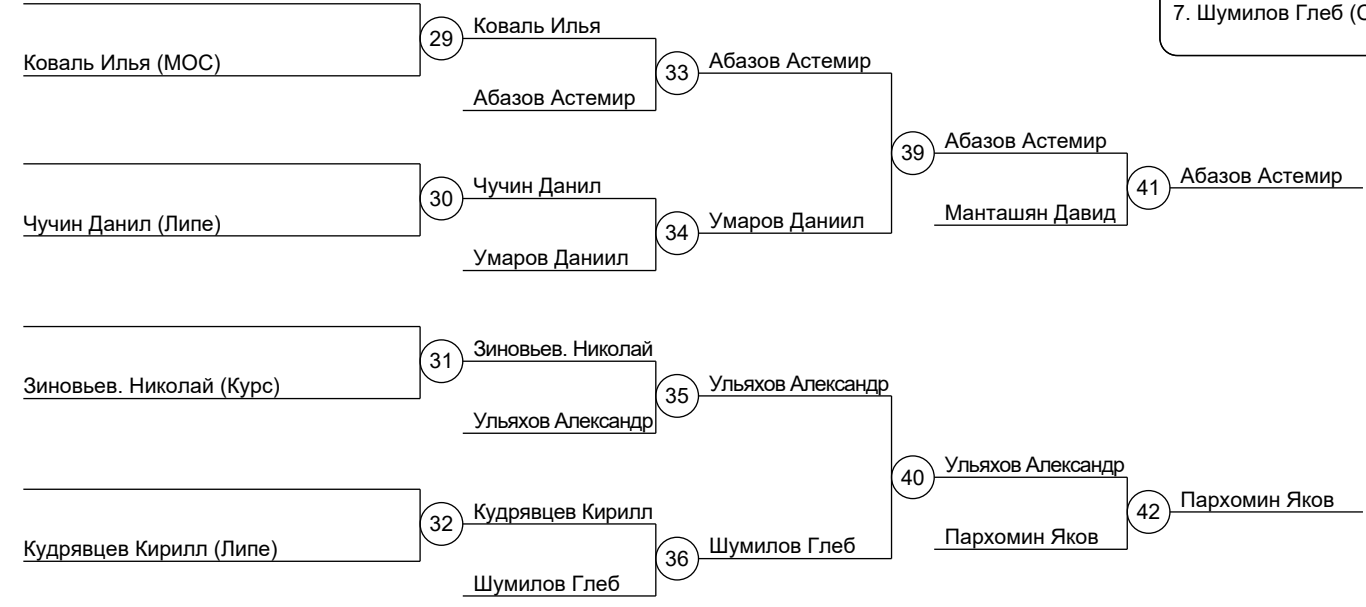 7. Шумилов Глеб (С
29
Коваль Илья
Коваль Илья (МОС)
33
Абазов Астемир
Абазов Астемир
39
Абазов Астемир
41
Абазов Астемир
30
Чучин Данил
Чучин Данил (Липе)
34
Умаров Даниил
Манташян Давид
Умаров Даниил
31
Зиновьев. Николай
Зиновьев. Николай (Курс)
35
Ульяхов Александр
Ульяхов Александр
40
Ульяхов Александр
42
Пархомин Яков
32
Кудрявцев Кирилл
Кудрявцев Кирилл (Липе)
36
Шумилов Глеб
Пархомин Яков
Шумилов Глеб